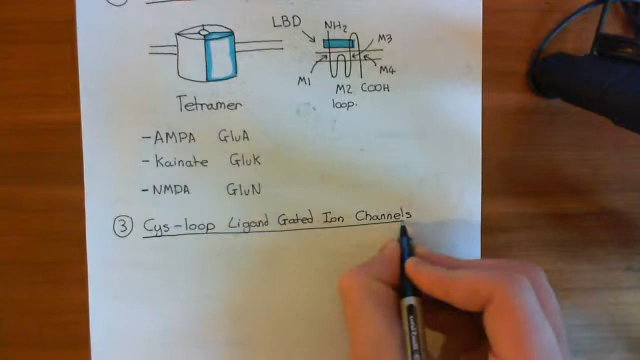 LBD
NH2
M3
M1
M4
M2
loop.
COOH
Tetramer
-AMPA GluA
-Kainate GluK
-NMDA GluN
③ Cys-loop Ligand Gated Ion Channels